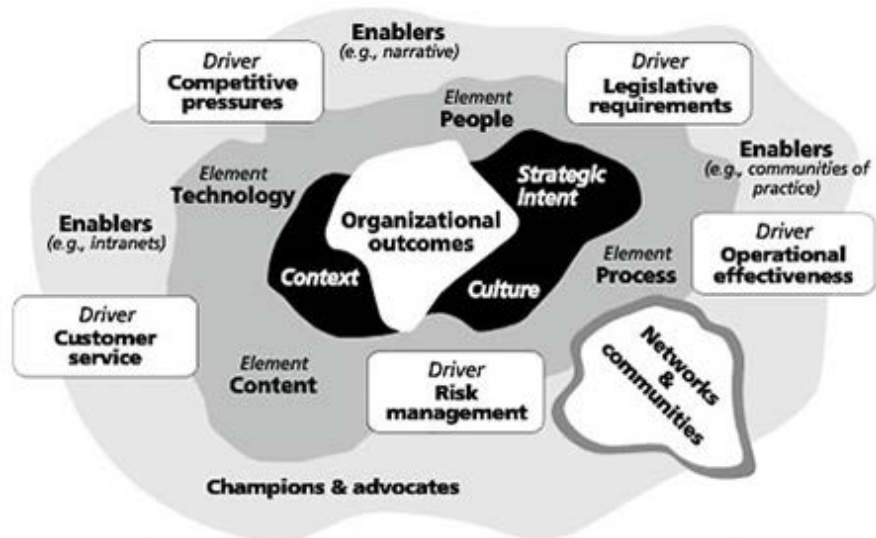 Enablers
(e.g., narrative)
Driver
Competitive
pressures
Driver
Legislative
requirements
Element
People
Enablers
(e.g., communities of
practice)
Element
Technology
Strategic
Intent
Enablers
(e.g., intranets)
Organizational
outcomes
Driver
Operational
effectiveness
Element
Process
Context
Culture
Driver
Customer
service
Element
Content
Driver
Risk
management
Networks
&
communities
Champions & advocates